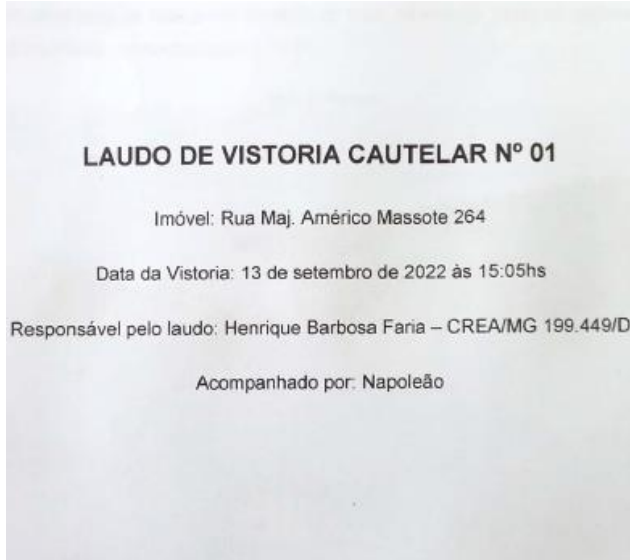 LAUDO DE VISTORIA CAUTELAR Nº 01
Imóvel: Rua Maj. Américo Massote 264
Data da Vistoria: 13 de setembro de 2022 às 15:05hs
Responsável pelo laudo: Henrique Barbosa Faria – CREA/MG 199.449/D
Acompanhado por: Napoleão